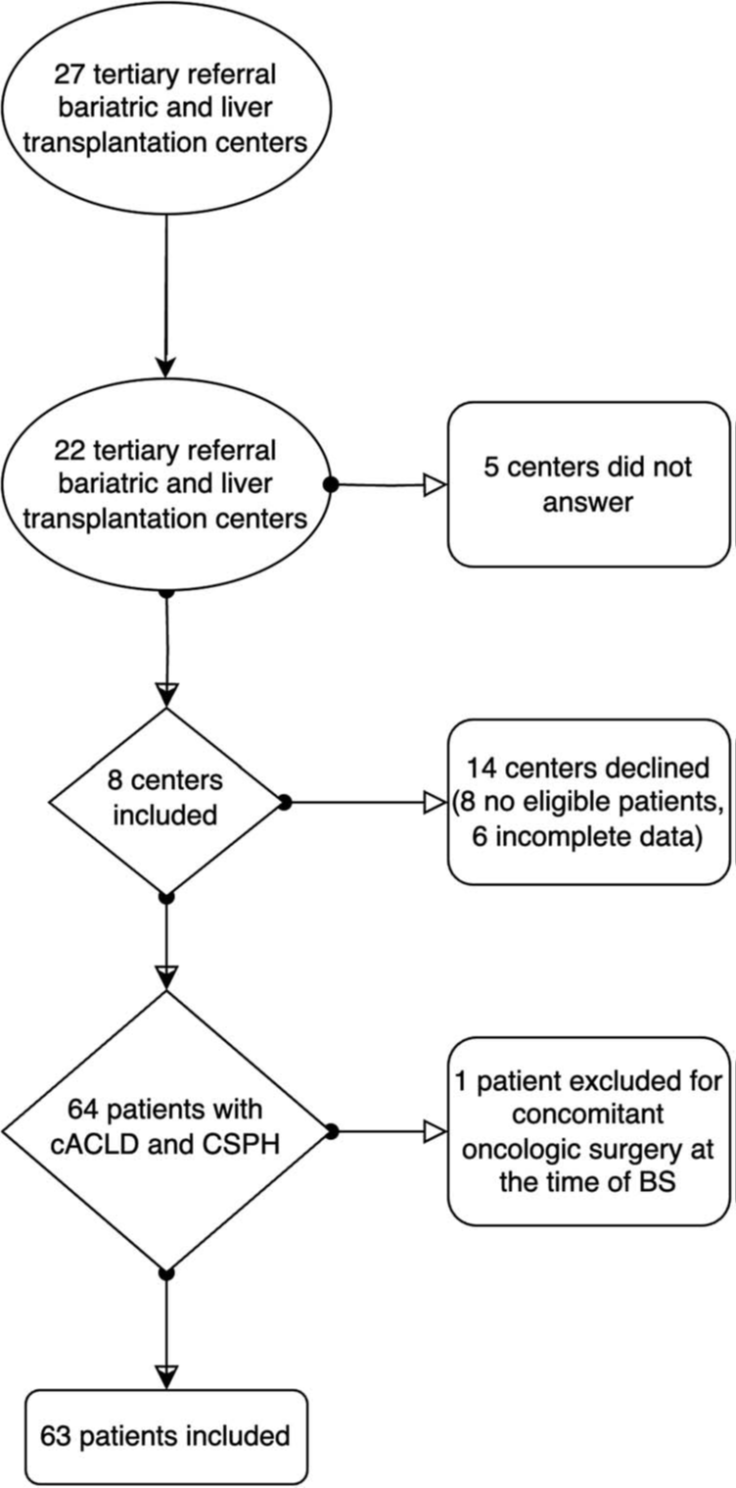 27 tertiary referral
bariatric and liver
transplantation centers
22 tertiary referral
bariatric and liver
transplantation centers
5 centers did not
answer
8 centers
included
14 centers declined
(8 no eligible patients,
6 incomplete data)
64 patients with
cACLD and CSPH
1 patient excluded for
concomitant
oncologic surgery at
the time of BS
63 patients included